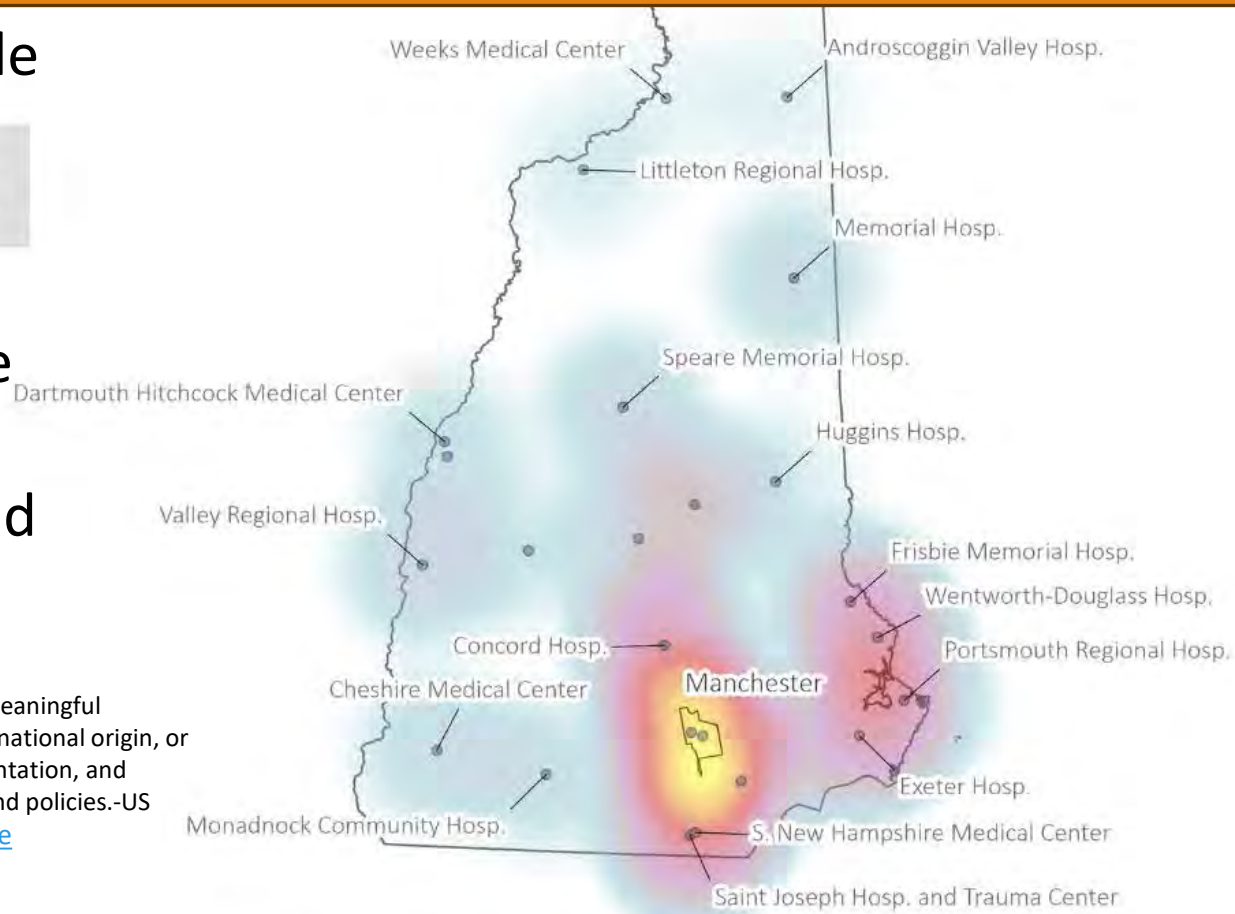 le
e
d
eaningful
national origin, or
ntation, and
nd policies.-US
e
Weeks Medical Center
Androscoggin Valley Hosp.
Littleton Regional Hosp.
Memorial Hosp.
Speare Memorial Hosp.
Dartmouth Hitchcock Medical Center
Huggins Hosp.
Valley Regional Hosp.
Frisbie Memorial Hosp.
Wentworth-Douglass Hosp.
Concord Hosp.
Portsmouth Regional Hosp.
Manchester
Cheshire Medical Center
Exeter Hosp.
Monadnock Community Hosp.
S. New Hampshire Medical Center
Saint Joseph Hosp. and Trauma Center